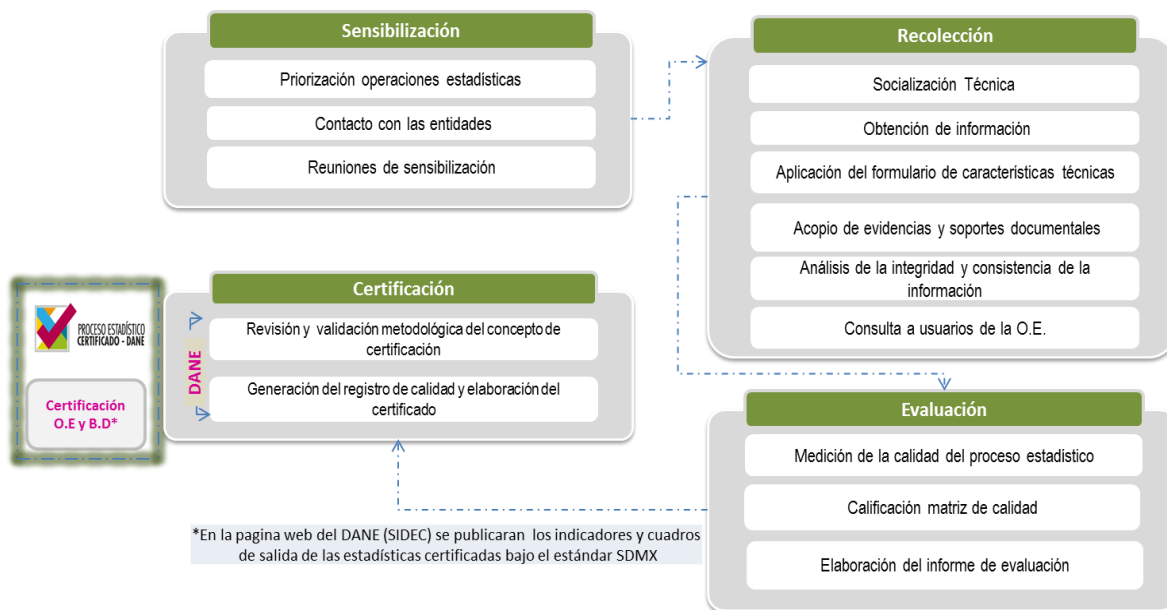 Sensibilización
Priorización operaciones estadísticas
Contacto con las entidades
Reuniones de sensibilización
Recolección
Socialización Técnica
Obtención de información
Aplicación del formulario de características técnicas
Acopio de evidencias y soportes documentales
Análisis de la integridad y consistencia de la
información
Consulta a usuarios de la O.E.
Evaluación
Medición de la calidad del proceso estadístico
Calificación matriz de calidad
Elaboración del informe de evaluación
Certificación
DANE
Revisión y validación metodológica del concepto de
certificación
Generación del registro de calidad y elaboración del
certificado
PROCESO ESTADÍSTICO
CERTIFICADO - DANE
Certificación
O.E y B.D*
*En la pagina web del DANE (SIDEC) se publicaran los indicadores y cuadros
de salida de las estadísticas certificadas bajo el estándar SDMX